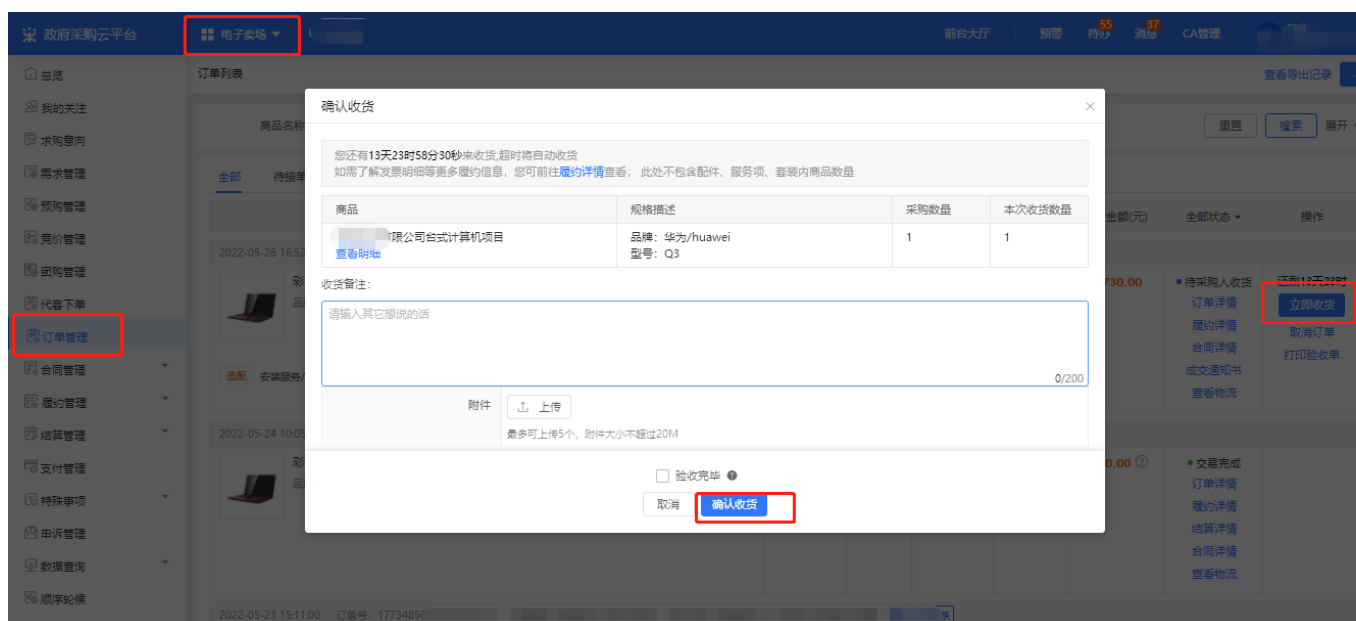 政府采购云平台
电子卖场
前台大厅
预警
待办
55
消息
37
CA管理
总览
我的关注
求购意向
需求管理
预购管理
竞价管理
团购管理
代客下单
订单管理
合同管理
履约管理
结算管理
支付管理
特殊事项
申诉管理
数据查询
顺序轮候
订单列表
查看导出记录
商品名称
重置
搜索
展开
全部
待接单
金额(元)
全部状态
操作
确认收货
您还有13天23时58分30秒来收货,超时将自动收货
如需了解发票明细等更多履约信息，您可前往履约详情查看； 此处不包含配件、服务项、套装内商品数量
商品
规格描述
采购数量
本次收货数量
限公司台式计算机项目
查看明细
品牌：华为/huawei
型号：Q3
1
1
收货备注:
请输入其它想说的话
0/200
附件
上传
最多可上传5个，附件大小不超过20M
验收完毕
取消
确认收货
2022-05-26 16:52
彩
品
730.00
待采购人收货
订单详情
履约详情
合同详情
成交通知书
查看物流
还剩13天23时
立即收货
取消订单
打印验收单
选配
安装服务/
2022-05-24 10:05
彩
品
0.00
交易完成
订单详情
履约详情
结算详情
合同详情
查看物流
2022-05-23 15:11:00
订单号：1773485